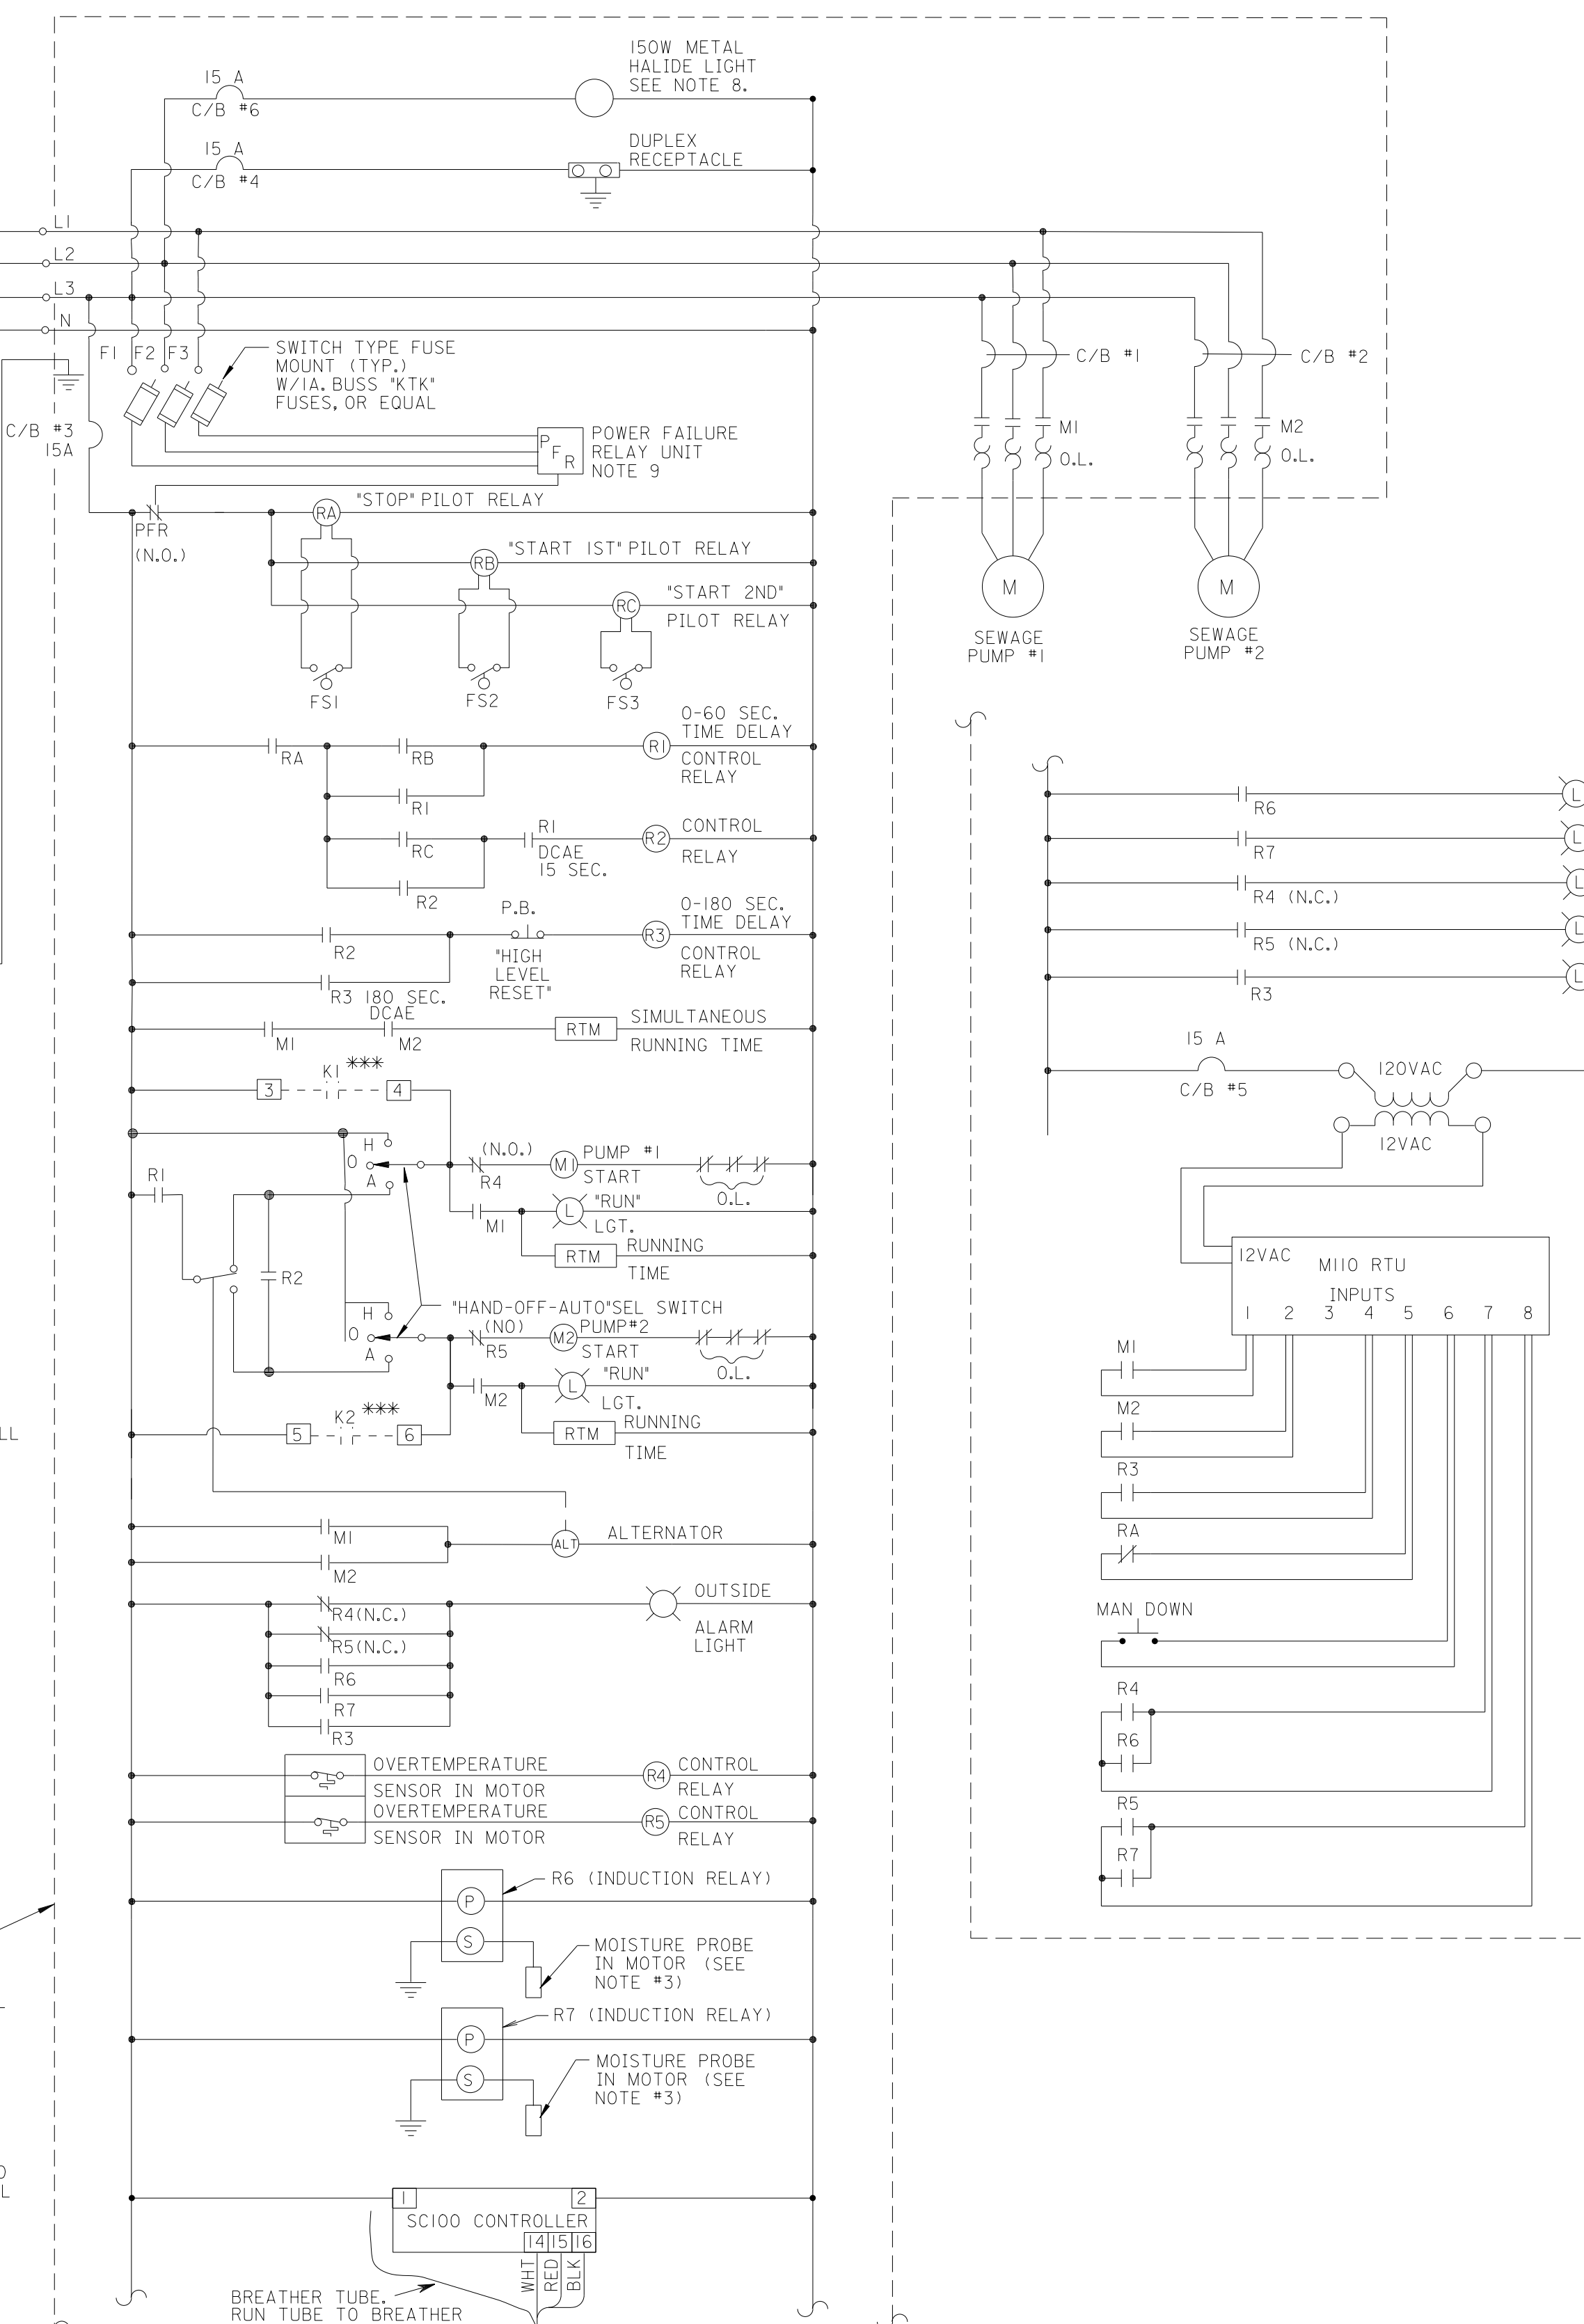 150W METAL
HALIDE LIGHT
SEE NOTE 8.
15 A
C/B #6
DUPLEX
RECEPTACLE
15 A
C/B #4
L1
L2
L3
N
F1 F2 F3
SWITCH TYPE FUSE
MOUNT (TYP.)
W/1A. BUSS "KTK"
FUSES, OR EQUAL
C/B #1
C/B #2
C/B #3
15A
PFR
POWER FAILURE
RELAY UNIT
NOTE 9
M1
O.L.
M2
O.L.
"STOP" PILOT RELAY
RA
PFR
(N.O.)
"START 1ST" PILOT RELAY
RB
"START 2ND"
PILOT RELAY
RC
M
M
SEWAGE
PUMP #1
SEWAGE
PUMP #2
FS1
FS2
FS3
0-60 SEC.
TIME DELAY
CONTROL
RELAY
RA
RB
R1
R1
RC
R1
DCAE
15 SEC.
R2
CONTROL
RELAY
R2
P.B.
0-180 SEC.
TIME DELAY
CONTROL
RELAY
R2
"HIGH
LEVEL
RESET"
R3
R3 180 SEC.
DCAE
M1
M2
RTM
SIMULTANEOUS
RUNNING TIME
K1
***
3
4
H
O
A
(N.O.)
R4
M1
PUMP #1
START
O.L.
R1
M1
L
"RUN"
LGT.
RTM
RUNNING
TIME
R2
"HAND-OFF-AUTO"SEL SWITCH
H
O
A
(NO)
R5
M2
PUMP#2
START
O.L.
M2
L
"RUN"
LGT.
K2
***
5
6
RTM
RUNNING
TIME
M1
M2
ALT
ALTERNATOR
R4(N.C.)
R5(N.C.)
R6
R7
R3
OUTSIDE
ALARM
LIGHT
OVERTEMPERATURE
SENSOR IN MOTOR
R4
CONTROL
RELAY
OVERTEMPERATURE
SENSOR IN MOTOR
R5
CONTROL
RELAY
R6 (INDUCTION RELAY)
P
S
MOISTURE PROBE
IN MOTOR (SEE
NOTE #3)
R7 (INDUCTION RELAY)
P
S
MOISTURE PROBE
IN MOTOR (SEE
NOTE #3)
1
2
SC100 CONTROLLER
14 15 16
WHT
RED
BLK
BREATHER TUBE.
RUN TUBE TO BREATHER
R6
L
R7
L
R4 (N.C.)
L
R5 (N.C.)
L
R3
L
15 A
C/B #5
120VAC
12VAC
12VAC
M110 RTU
INPUTS
1 2 3 4 5 6 7 8
M1
M2
R3
RA
MAN DOWN
R4
R6
R5
R7
LL
L